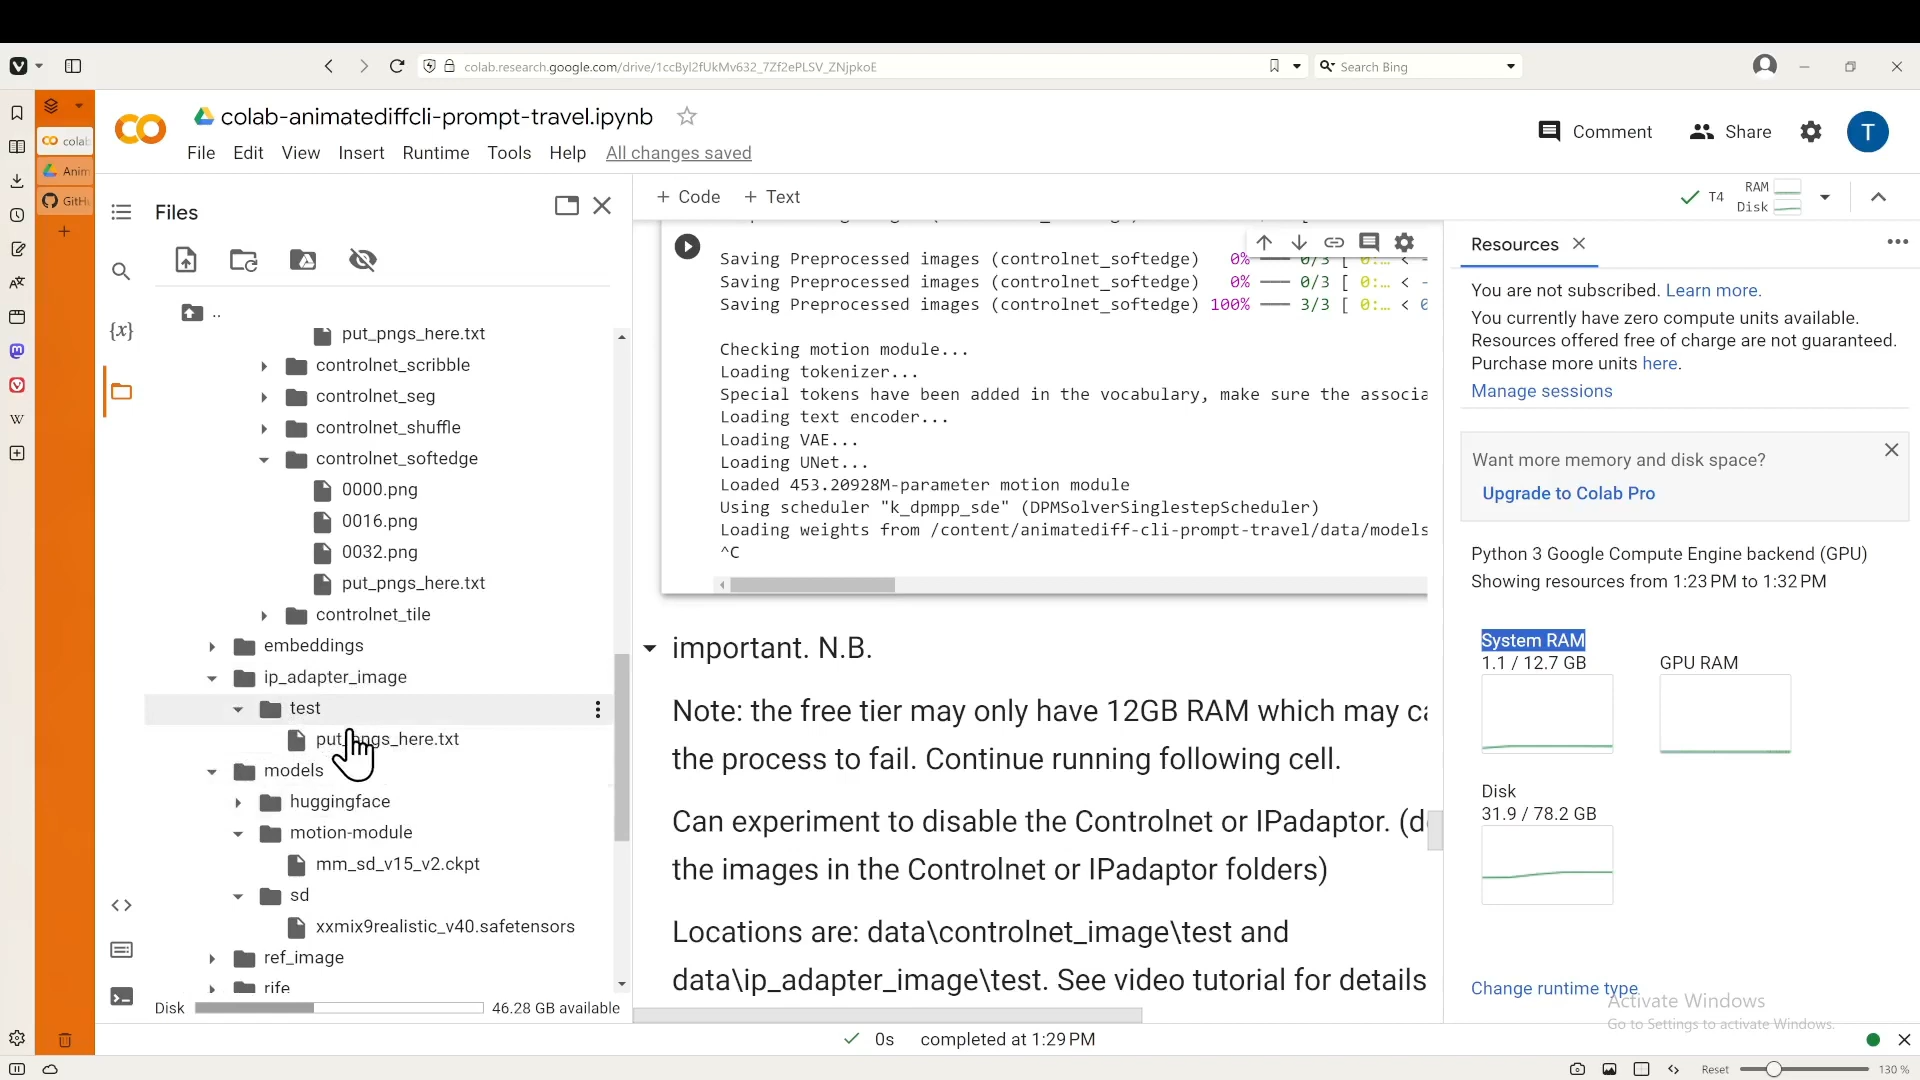 colab.research.google.com/drive/1ccByl2fUkMv632_7Zf2ePLSV_ZNjpkoE
Search Bing
colab-animatediffcli-prompt-travel.ipynb
Comment
Share
T
File Edit View Insert Runtime Tools Help All changes saved
cola
Anim
GitH
Files
+ Code + Text
T4
RAM
Disk
..
put_pngs_here.txt
controlnet_scribble
controlnet_seg
controlnet_shuffle
controlnet_softedge
0000.png
0016.png
0032.png
put_pngs_here.txt
controlnet_tile
embeddings
ip_adapter_image
test
put_pngs_here.txt
models
huggingface
motion-module
mm_sd_v15_v2.ckpt
sd
xxmix9realistic_v40.safetensors
ref_image
rife
Disk 46.28 GB available
Saving Preprocessed images (controlnet_softedge) 0% 0/3 [ 0:… < -
Saving Preprocessed images (controlnet_softedge) 0% 0/3 [ 0:… < -
Saving Preprocessed images (controlnet_softedge) 100% 3/3 [ 0:… < 0
Checking motion module...
Loading tokenizer...
Special tokens have been added in the vocabulary, make sure the associa
Loading text encoder...
Loading VAE...
Loading UNet...
Loaded 453.20928M-parameter motion module
Using scheduler "k_dpmpp_sde" (DPMSolverSinglestepScheduler)
Loading weights from /content/animatediff-cli-prompt-travel/data/models
^C
important. N.B.
Note: the free tier may only have 12GB RAM which may ca
the process to fail. Continue running following cell.
Can experiment to disable the Controlnet or IPadaptor. (de
the images in the Controlnet or IPadaptor folders)
Locations are: data\controlnet_image\test and
data\ip_adapter_image\test. See video tutorial for details
0s completed at 1:29 PM
Resources
You are not subscribed. Learn more.
You currently have zero compute units available.
Resources offered free of charge are not guaranteed.
Purchase more units here.
Manage sessions
Want more memory and disk space?
Upgrade to Colab Pro
Python 3 Google Compute Engine backend (GPU)
Showing resources from 1:23 PM to 1:32 PM
System RAM
1.1 / 12.7 GB
GPU RAM
Disk
31.9 / 78.2 GB
Change runtime type
Activate Windows
Go to Settings to activate Windows.
Reset
130 %